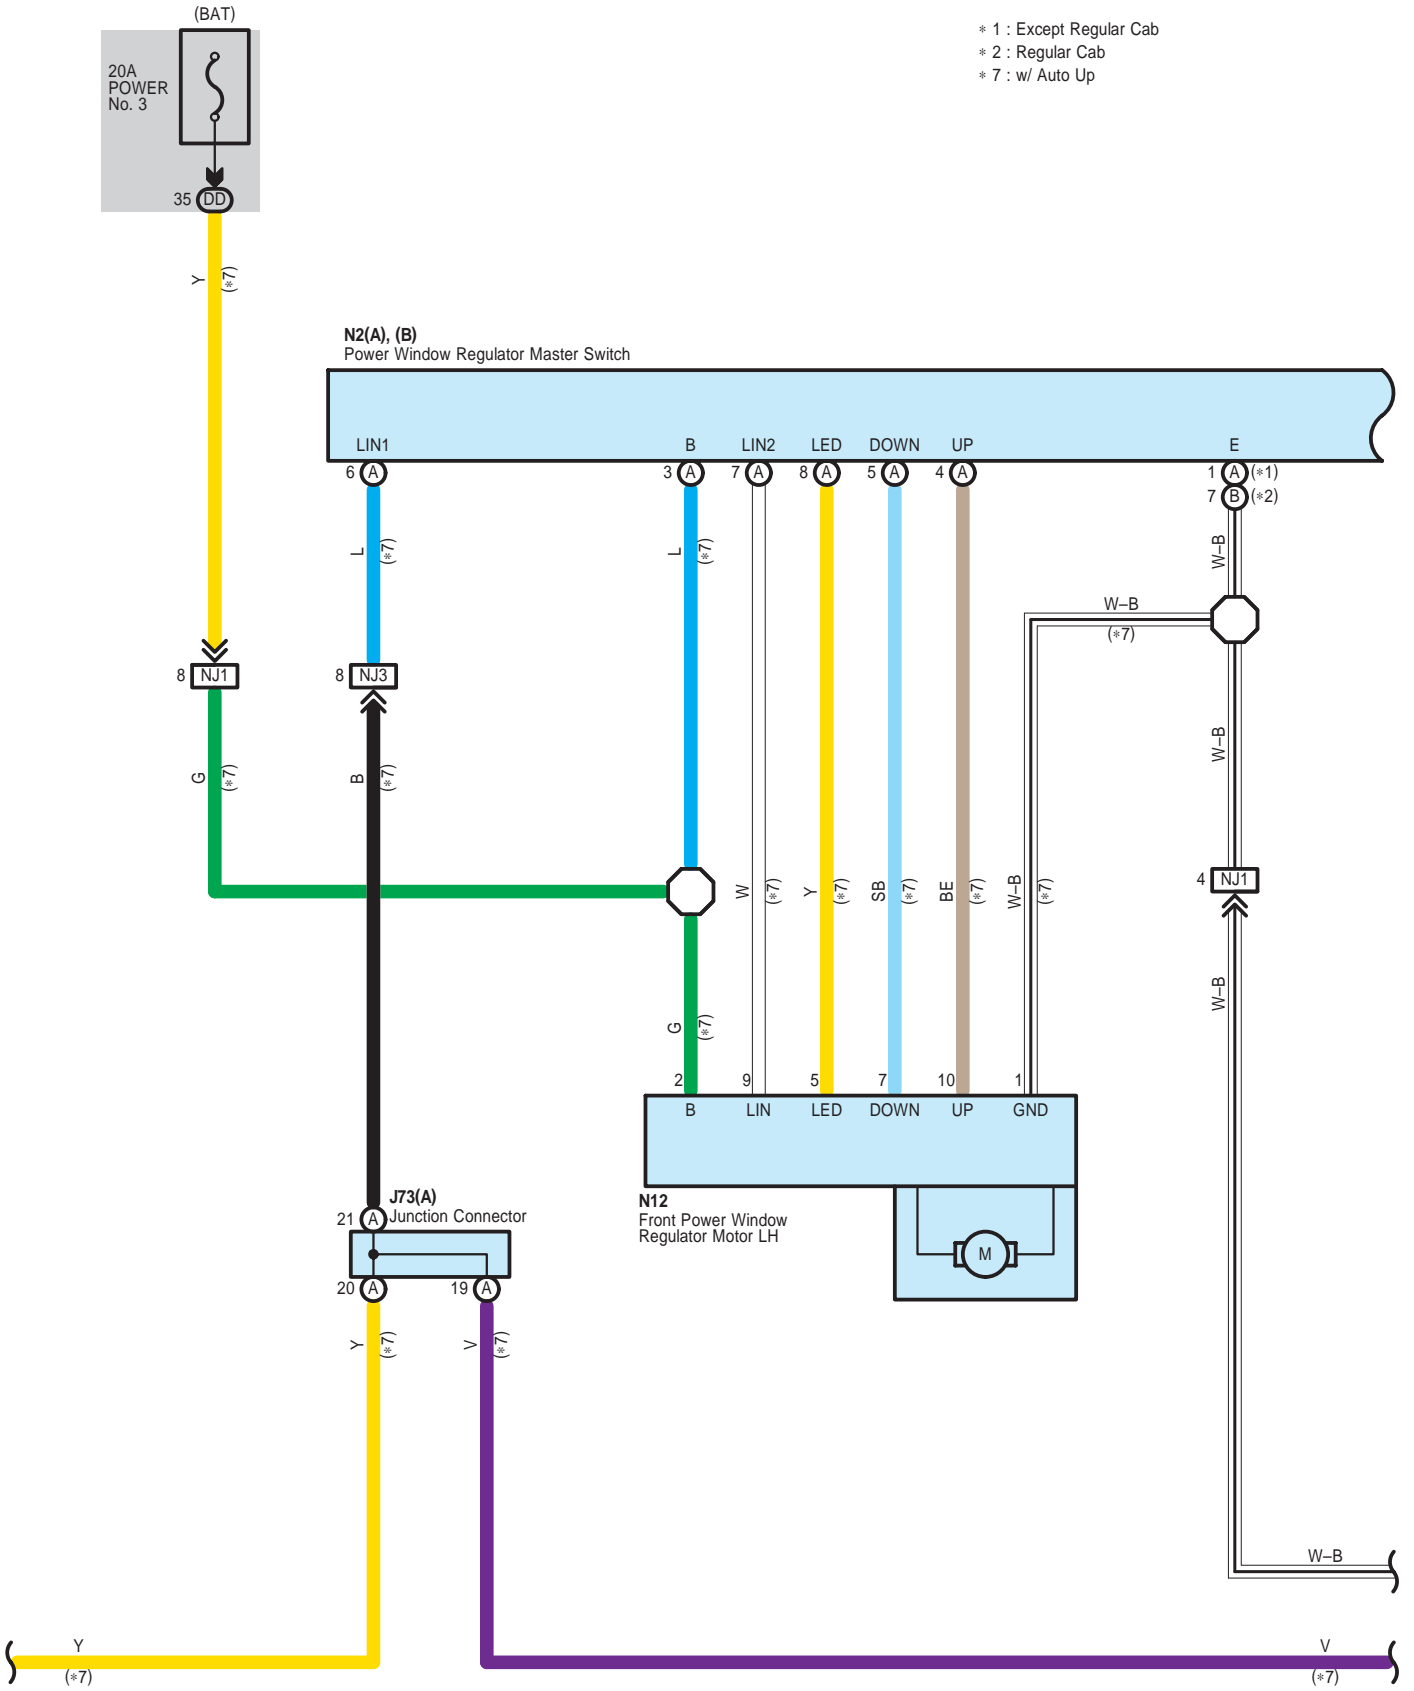 (BAT)
20A
POWER
No. 3
35 DD
∗ 1 : Except Regular Cab
∗ 2 : Regular Cab
∗ 7 : w/ Auto Up
Y
(∗7)
N2(A), (B)
Power Window Regulator Master Switch
LIN1 B LIN2 LED DOWN UP E
6 A 3 A 7 A 8 A 5 A 4 A 1 A (∗1)
7 B (∗2)
L
(∗7)
L
(∗7)
W–B
W–B
(∗7)
8 NJ1
8 NJ3
G
(∗7)
B
(∗7)
W–B
W
(∗7)
Y
(∗7)
SB
(∗7)
BE
(∗7)
W–B
(∗7)
4 NJ1
G
(∗7)
W–B
2 9 5 7 10 1
B LIN LED DOWN UP GND
J73(A)
Junction Connector
21 A
N12
Front Power Window
Regulator Motor LH
M
20 A 19 A
Y
(∗7)
V
(∗7)
W–B
Y
(∗7)
V
(∗7)